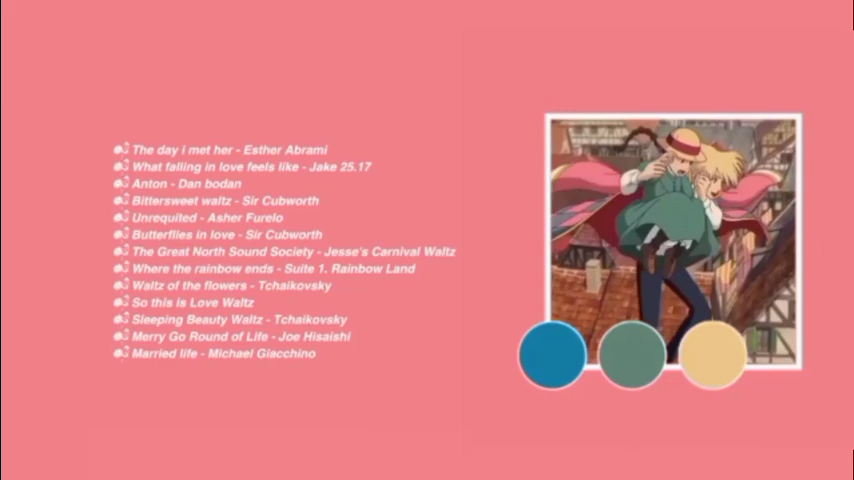 The day i met her - Esther Abrami
What falling in love feels like - Jake 25.17
Anton - Dan bodan
Bittersweet waltz - Sir Cubworth
Unrequited - Asher Furelo
Butterflies in love - Sir Cubworth
The Great North Sound Society - Jesse's Carnival Waltz
Where the rainbow ends - Suite 1. Rainbow Land
Waltz of the flowers - Tchaikovsky
So this is Love Waltz
Sleeping Beauty Waltz - Tchaikovsky
Merry Go Round of Life - Joe Hisaishi
Married life - Michael Giacchino